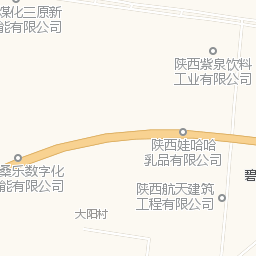 煤化三原新
能有限公司
陕西紫泉饮料
工业有限公司
陕西娃哈哈
乳品有限公司
桑乐数字化
能有限公司
陕西航天建筑
工程有限公司
碧
大阳村